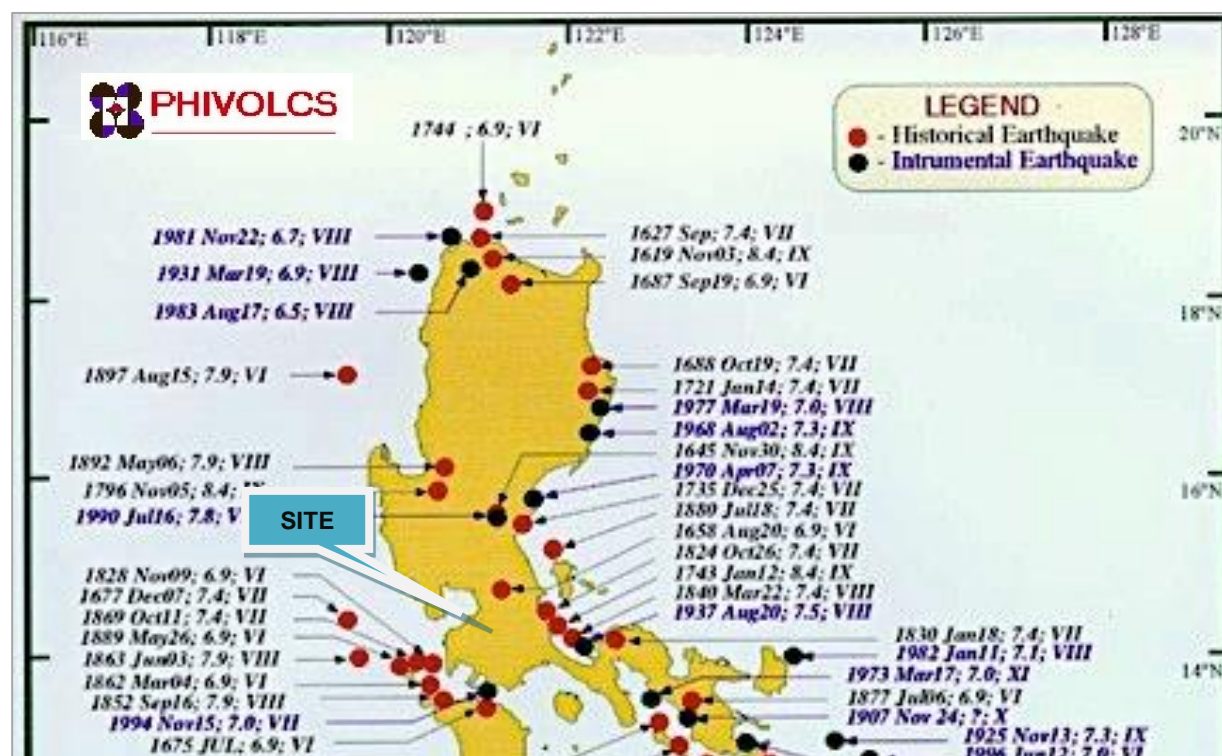 116°E 118°E 120°E 122°E 124°E 126°E 128°E
PHIVOLCS
LEGEND
- Historical Earthquake
- Intrumental Earthquake
20°N
18°N
16°N
14°N
1744 ; 6.9; VI
1981 Nov22; 6.7; VIII
1931 Mar19; 6.9; VIII
1983 Aug17; 6.5; VIII
1627 Sep; 7.4; VII
1619 Nov03; 8.4; IX
1687 Sep19; 6.9; VI
1897 Aug15; 7.9; VI
1688 Oct19; 7.4; VII
1721 Jan14; 7.4; VII
1977 Mar19; 7.0; VIII
1968 Aug02; 7.3; IX
1645 Nov30; 8.4; IX
1970 Apr07; 7.3; IX
1735 Dec25; 7.4; VII
1880 Jul18; 7.4; VII
1658 Aug20; 6.9; VI
1824 Oct26; 7.4; VII
1743 Jan12; 8.4; IX
1840 Mar22; 7.4; VIII
1937 Aug20; 7.5; VIII
1892 May06; 7.9; VIII
1796 Nov05; 8.4;
1990 Jul16; 7.8;
SITE
1828 Nov09; 6.9; VI
1677 Dec07; 7.4; VII
1869 Oct11; 7.4; VII
1889 May26; 6.9; VI
1863 Jun03; 7.9; VIII
1862 Mar04; 6.9; VI
1852 Sep16; 7.9; VIII
1994 Nov15; 7.0; VII
1675 JUL; 6.9; VI
1830 Jan18; 7.4; VII
1982 Jan11; 7.1; VIII
1973 Mar17; 7.0; XI
1877 Jul06; 6.9; VI
1907 Nov 24; ?; X
1925 Nov13; 7.3; IX